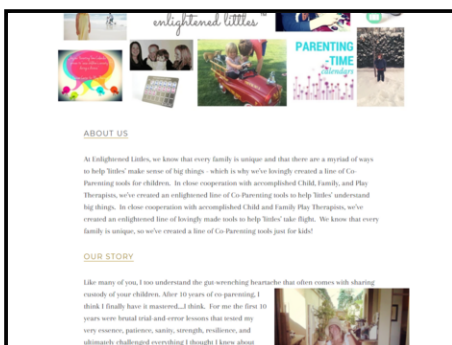 enlightened littles™
PARENTING
-TIME
calendars
ABOUT US
At Enlightened Littles, we know that every family is unique and that there are a myriad of ways
to help 'littles' make sense of big things - which is why we've lovingly created a line of Co-
Parenting tools for children. In close cooperation with accomplished Child, Family, and Play
Therapists, we've created an enlightened line of Co-Parenting tools to help 'littles' understand
big things. In close cooperation with accomplished Child and Family Play Therapists, we've
created an enlightened line of lovingly made tools to help 'littles' take flight. We know that every
family is unique, so we've created a line of Co-Parenting tools just for kids!
OUR STORY
Like many of you, I too understand the gut-wrenching heartache that often comes with sharing
custody of your children. After 10 years of co-parenting, I
think I finally have it mastered....I think. For me the first 10
years were brutal trial-and-error lessons that tested my
very essence, patience, sanity, strength, resilience, and
ultimately challenged everything I thought I knew about